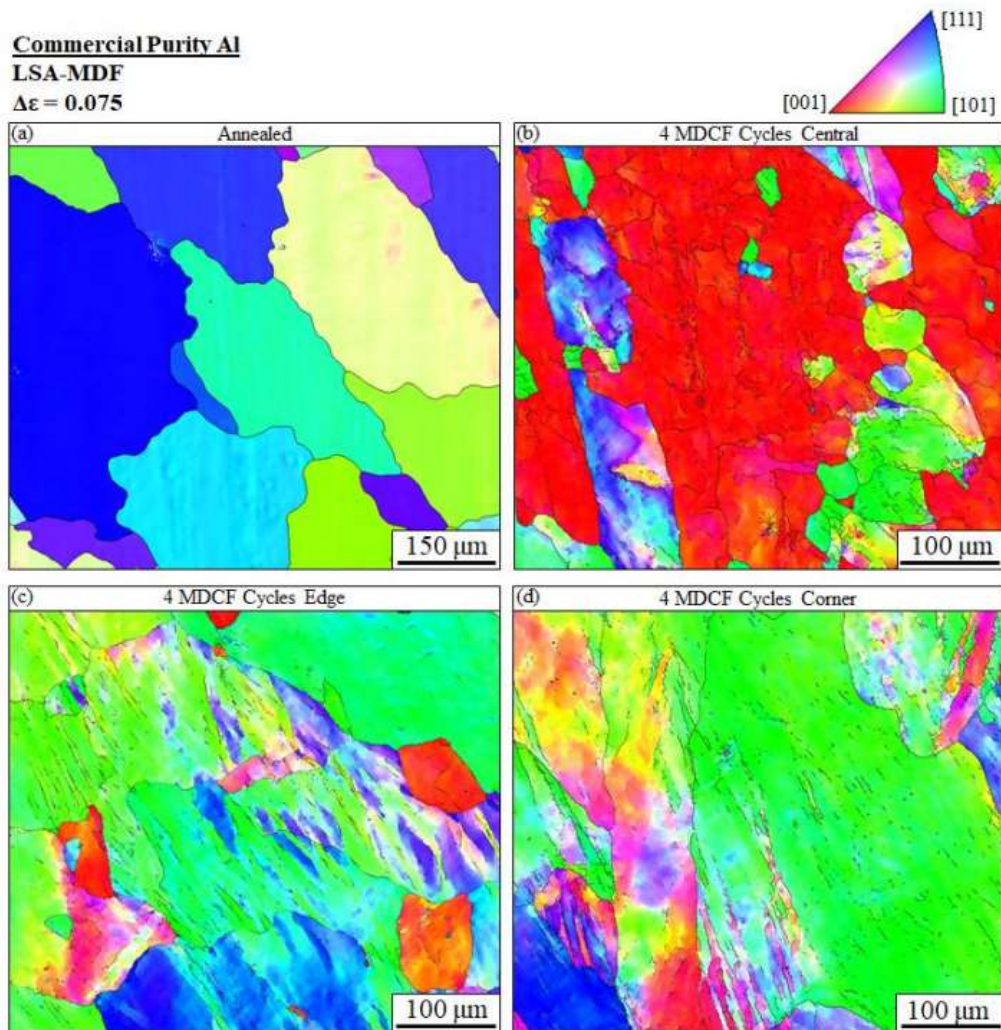 Commercial Purity Al
LSA-MDF
Δε = 0.075
[111]
[001]
[101]
(a) Annealed
150 μm
(b) 4 MDCF Cycles Central
100 μm
(c) 4 MDCF Cycles Edge
100 μm
(d) 4 MDCF Cycles Corner
100 μm